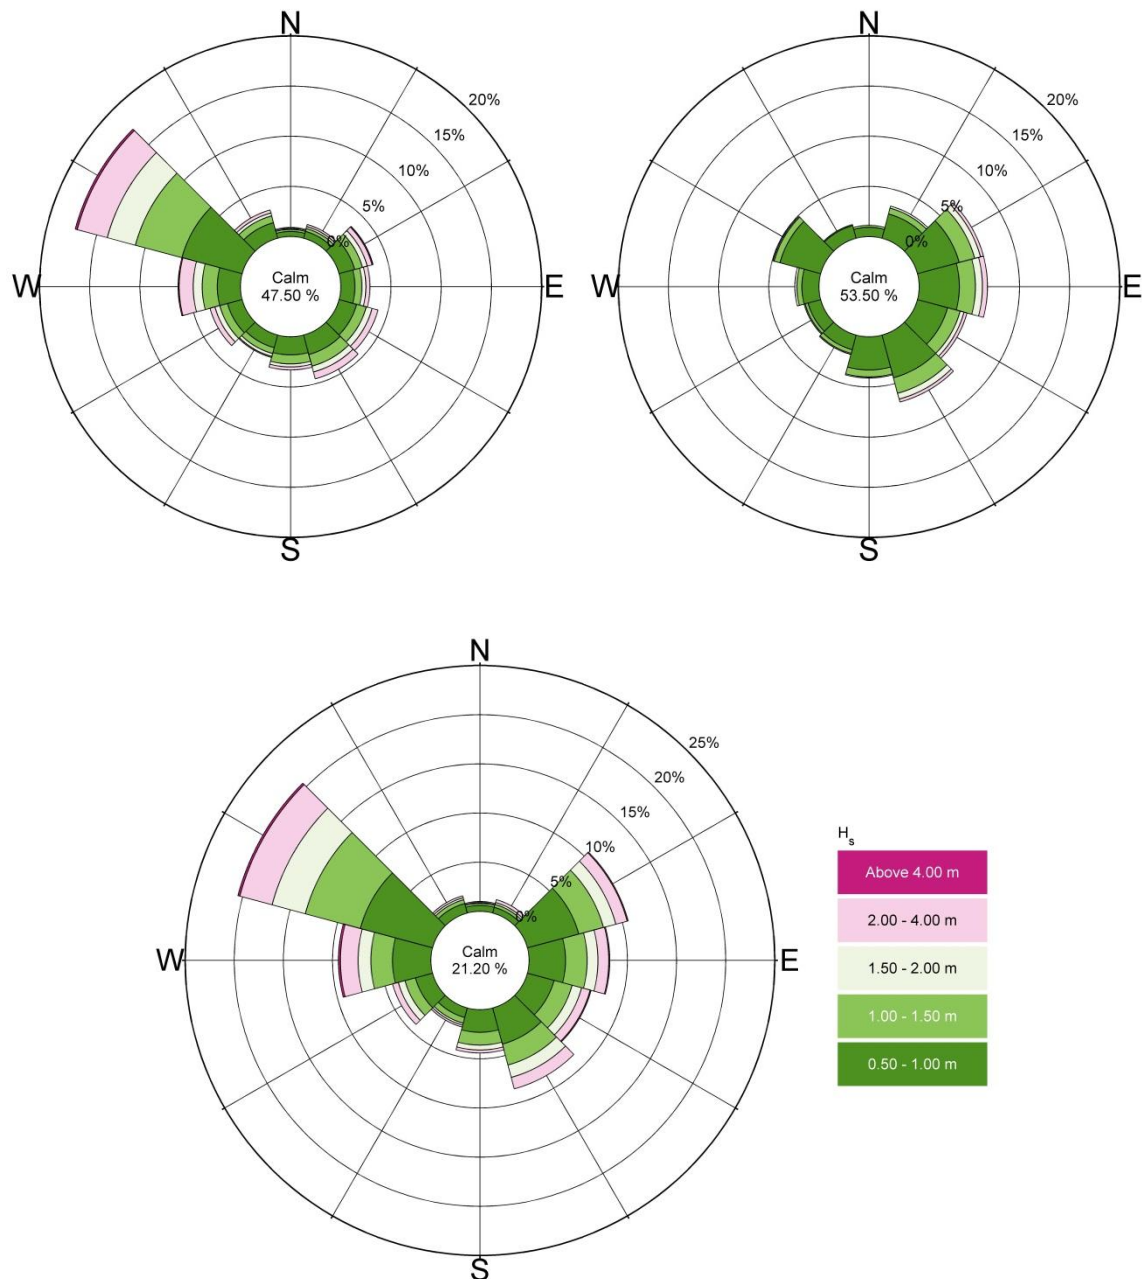 N
20%
15%
10%
5%
0%
W
Calm
47.50 %
E
S
N
20%
15%
10%
5%
0%
W
Calm
53.50 %
E
S
N
25%
20%
15%
10%
5%
0%
W
Calm
21.20 %
E
S
Hs
Above 4.00 m
2.00 - 4.00 m
1.50 - 2.00 m
1.00 - 1.50 m
0.50 - 1.00 m